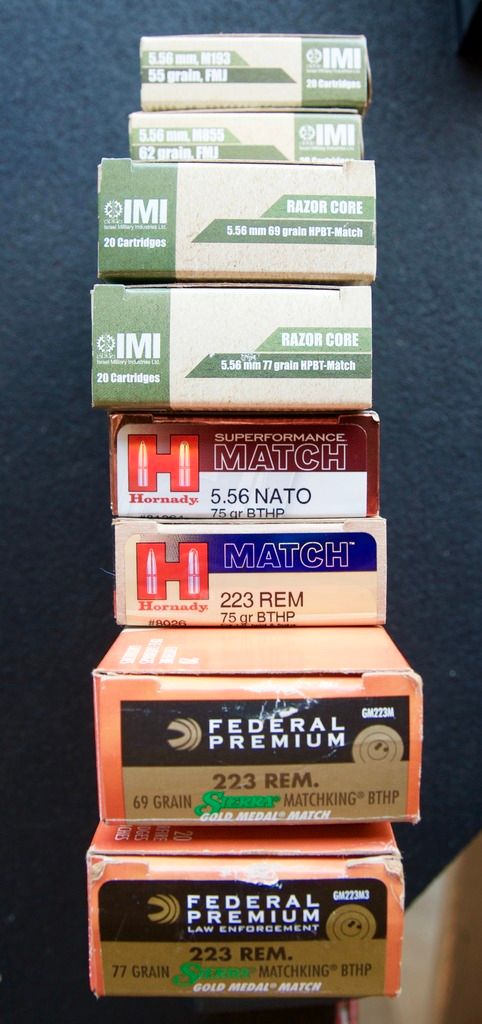 5.56 mm, M193
55 grain, FMJ
IMI
20 Cartridges
5.56 mm, M855
62 grain, FMJ
IMI
20 Cartridges
IMI
Israel Military Industries Ltd.
20 Cartridges
RAZOR CORE
5.56 mm 69 grain HPBT-Match
IMI
Israel Military Industries Ltd.
20 Cartridges
RAZOR CORE
5.56 mm 77 grain HPBT-Match
H
Hornady
SUPERFORMANCE
MATCH
5.56 NATO
75 gr BTHP
H
Hornady
#8026
MATCH™
223 REM
75 gr BTHP
FEDERAL
PREMIUM
GM223M
223 REM.
69 GRAIN SIERRA® MATCHKING® BTHP
GOLD MEDAL® MATCH
20
FEDERAL
PREMIUM
LAW ENFORCEMENT
GM223M3
223 REM.
77 GRAIN SIERRA® MATCHKING® BTHP
GOLD MEDAL® MATCH